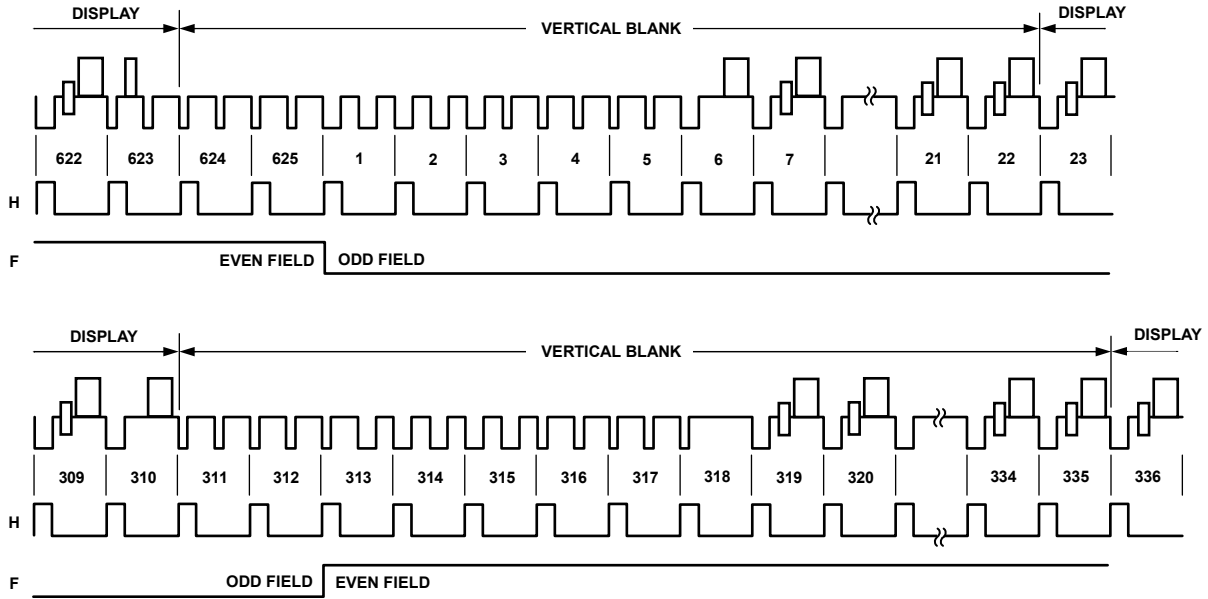 DISPLAY VERTICAL BLANK DISPLAY
622 623 624 625 1 2 3 4 5 6 7 21 22 23
H
F EVEN FIELD ODD FIELD
DISPLAY VERTICAL BLANK DISPLAY
309 310 311 312 313 314 315 316 317 318 319 320 334 335 336
H
F ODD FIELD EVEN FIELD